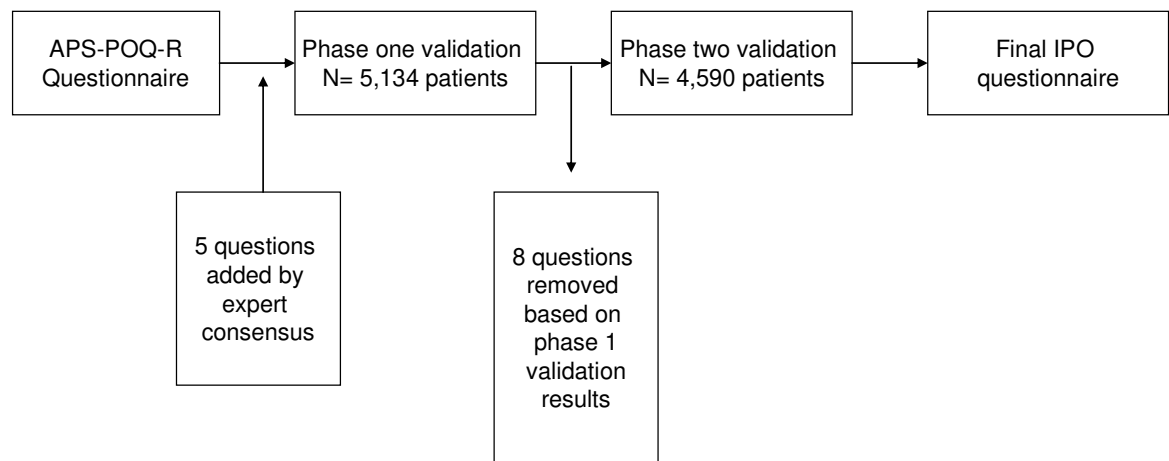 APS-POQ-R
Questionnaire
Phase one validation
N= 5,134 patients
Phase two validation
N= 4,590 patients
Final IPO
questionnaire
5 questions
added by
expert
consensus
8 questions
removed
based on
phase 1
validation
results